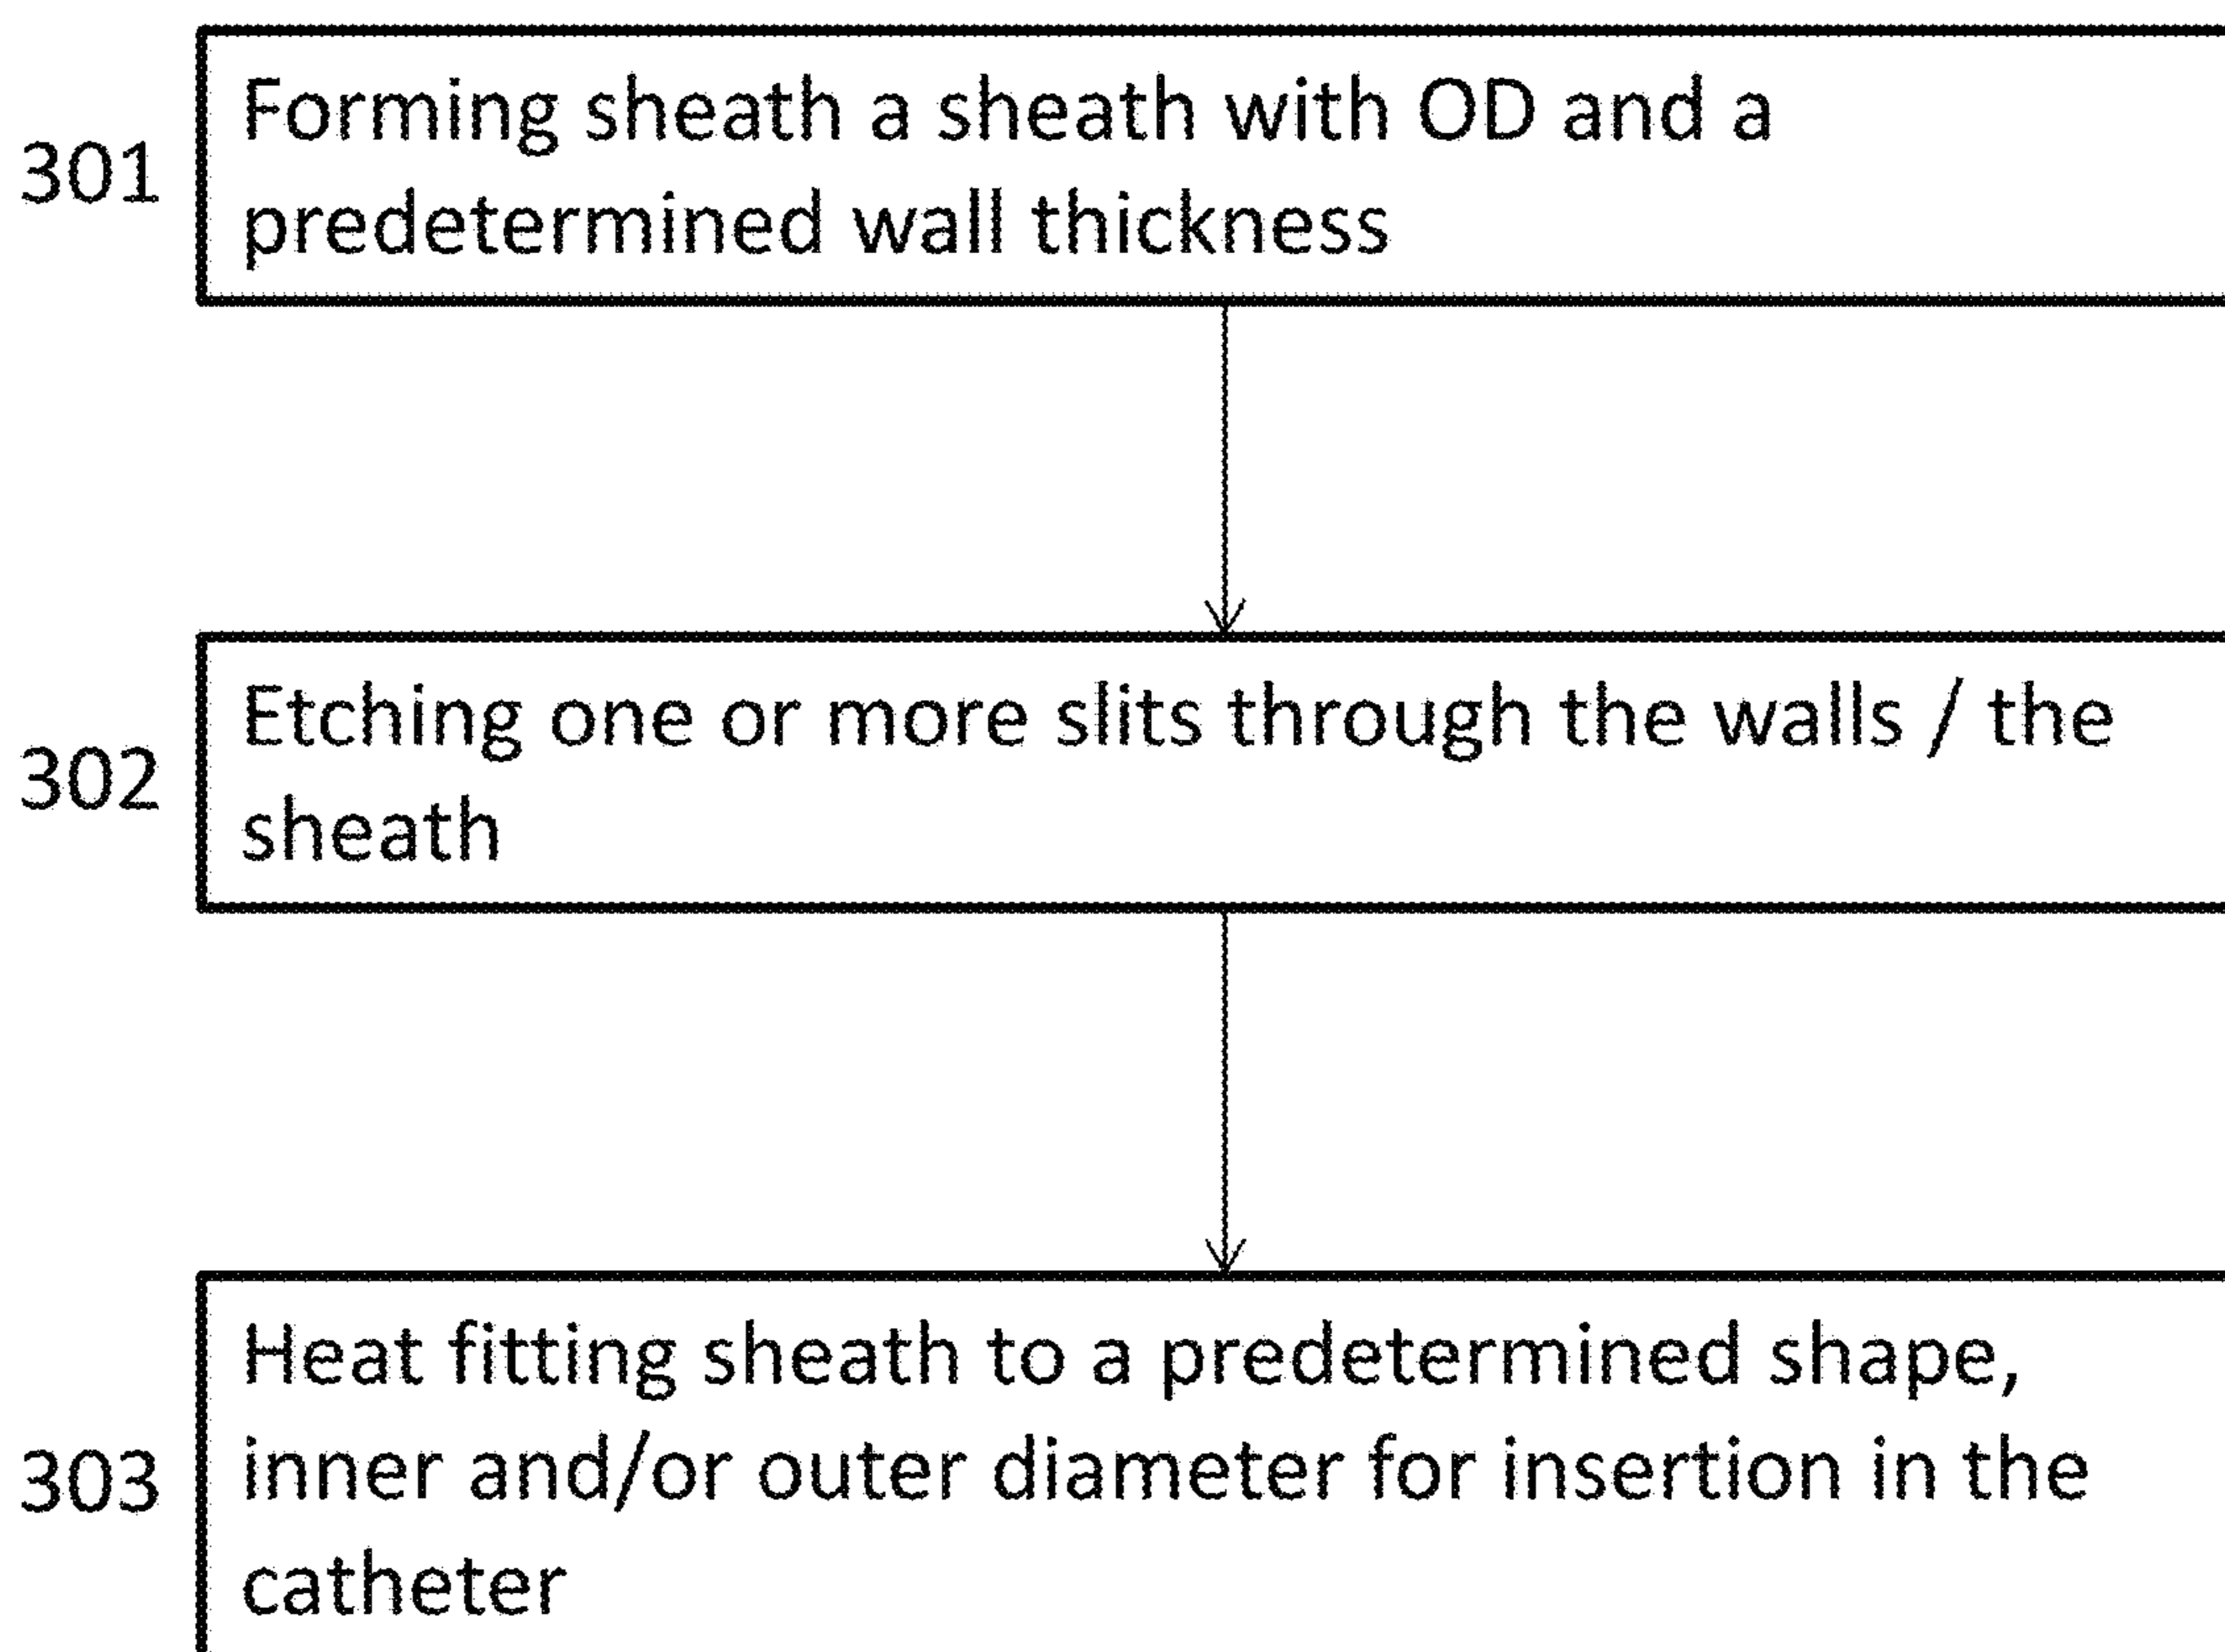 301
Forming sheath a sheath with OD and a
predetermined wall thickness
302
Etching one or more slits through the walls / the
sheath
303
Heat fitting sheath to a predetermined shape,
inner and/or outer diameter for insertion in the
catheter